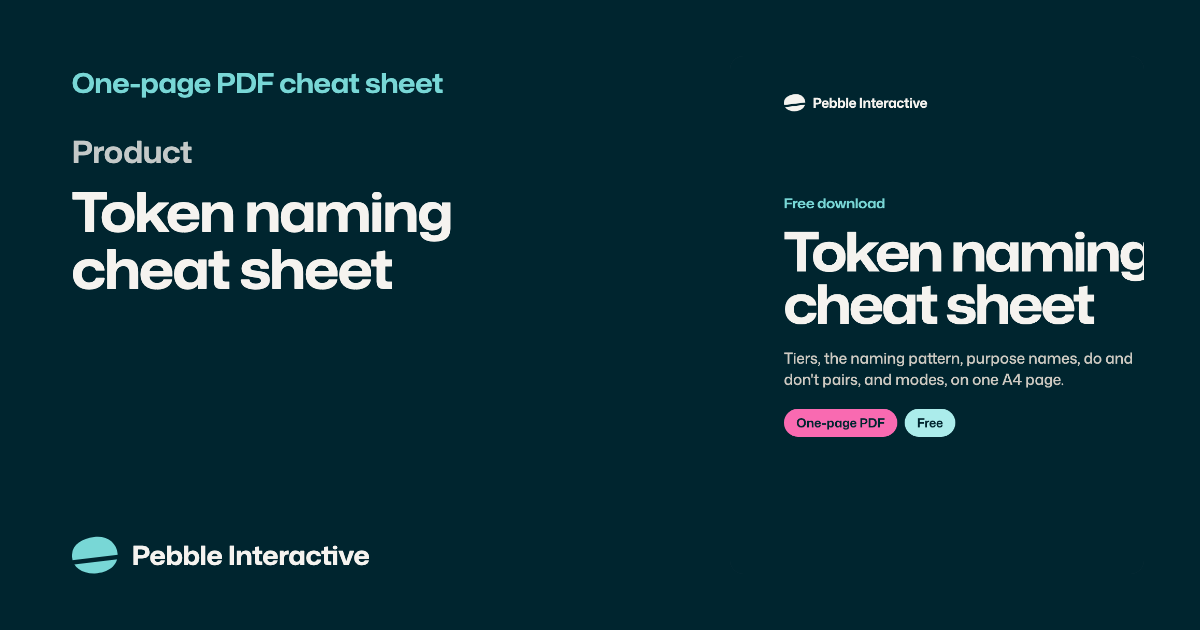 One-page PDF cheat sheet
Product
Token naming
cheat sheet
Pebble Interactive
Pebble Interactive
Free download
Token naming
cheat sheet
Tiers, the naming pattern, purpose names, do and
don't pairs, and modes, on one A4 page.
One-page PDF
Free